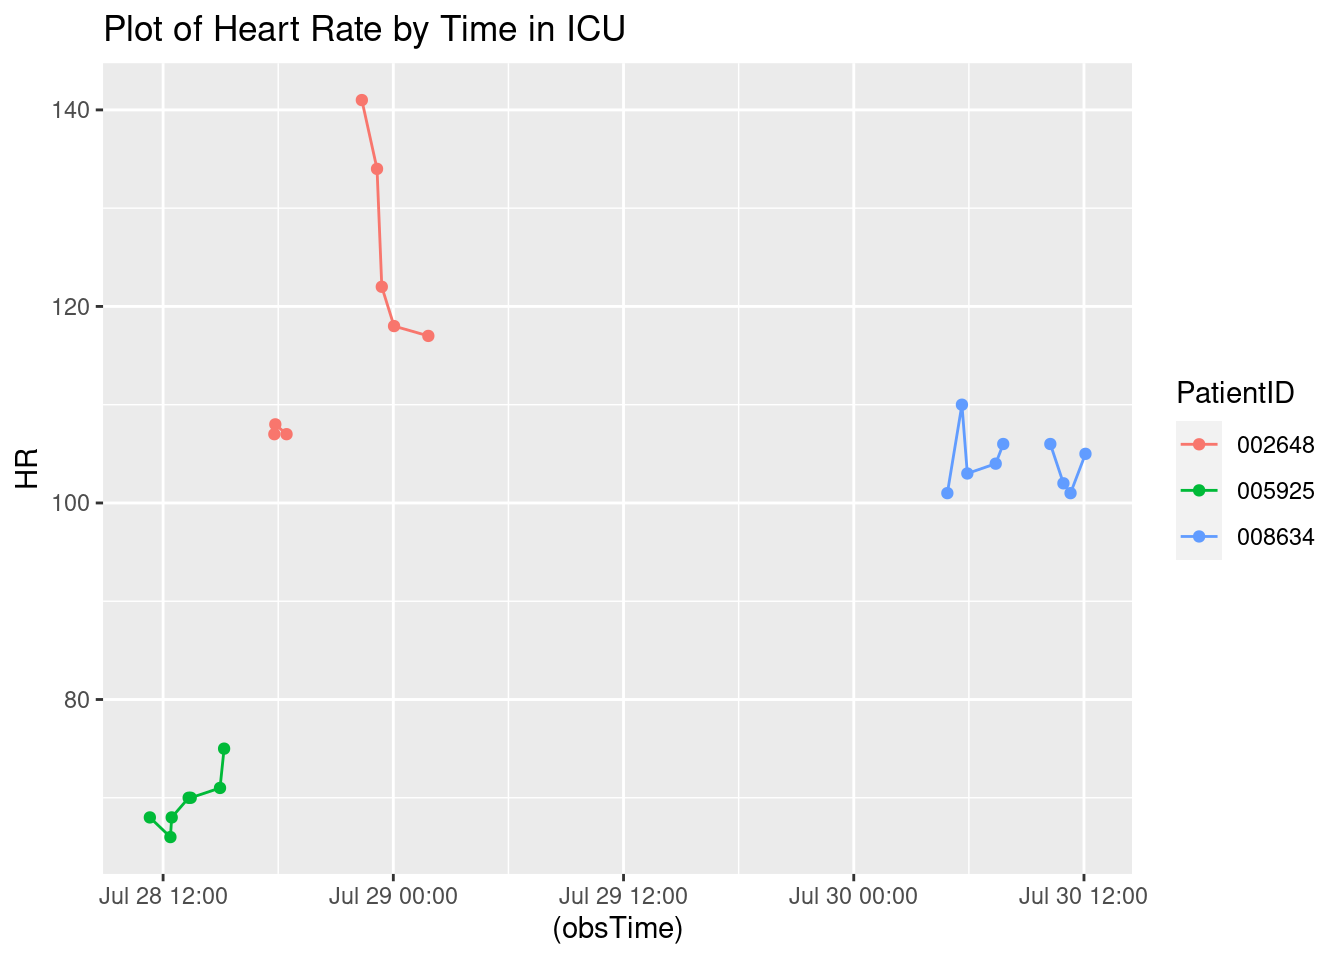 Plot of Heart Rate by Time in ICU
140
120
100
80
HR
Jul 28 12:00
Jul 29 00:00
Jul 29 12:00
Jul 30 00:00
Jul 30 12:00
(obsTime)
PatientID
002648
005925
008634